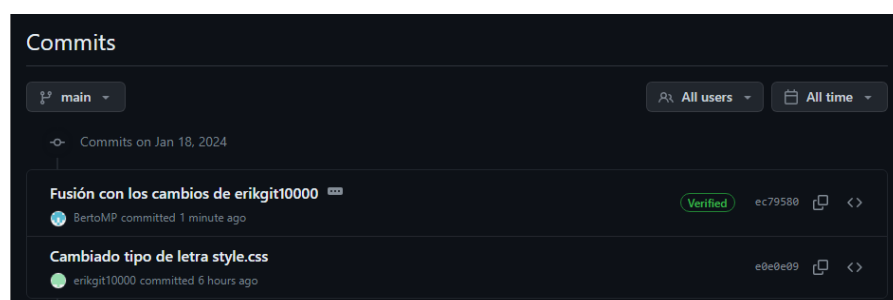 Commits
main
All users
All time
Commits on Jan 18, 2024
Fusión con los cambios de erikgit10000
Verified
ec79580
BertoMP committed 1 minute ago
Cambiado tipo de letra style.css
e0e0e09
erikgit10000 committed 6 hours ago